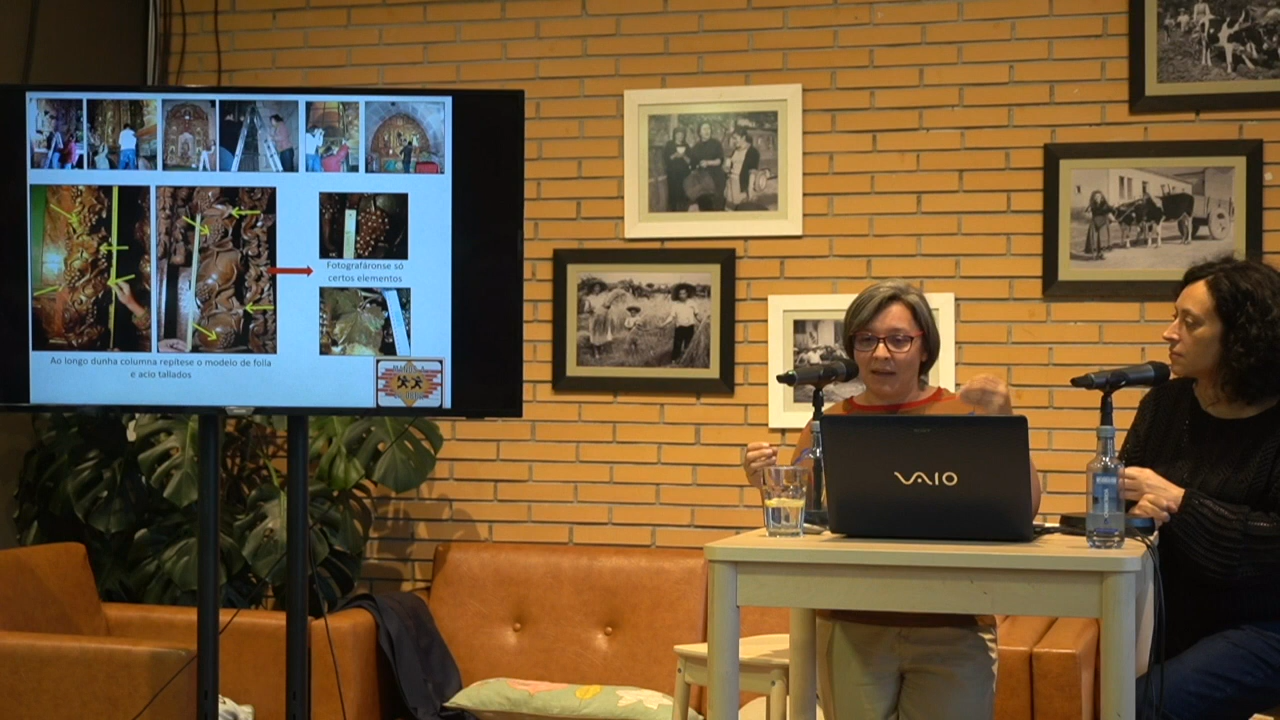 Fotografáronse só
certos elementos
Ao longo dunha columna repítese o modelo de folla
e acio tallados
VAIO